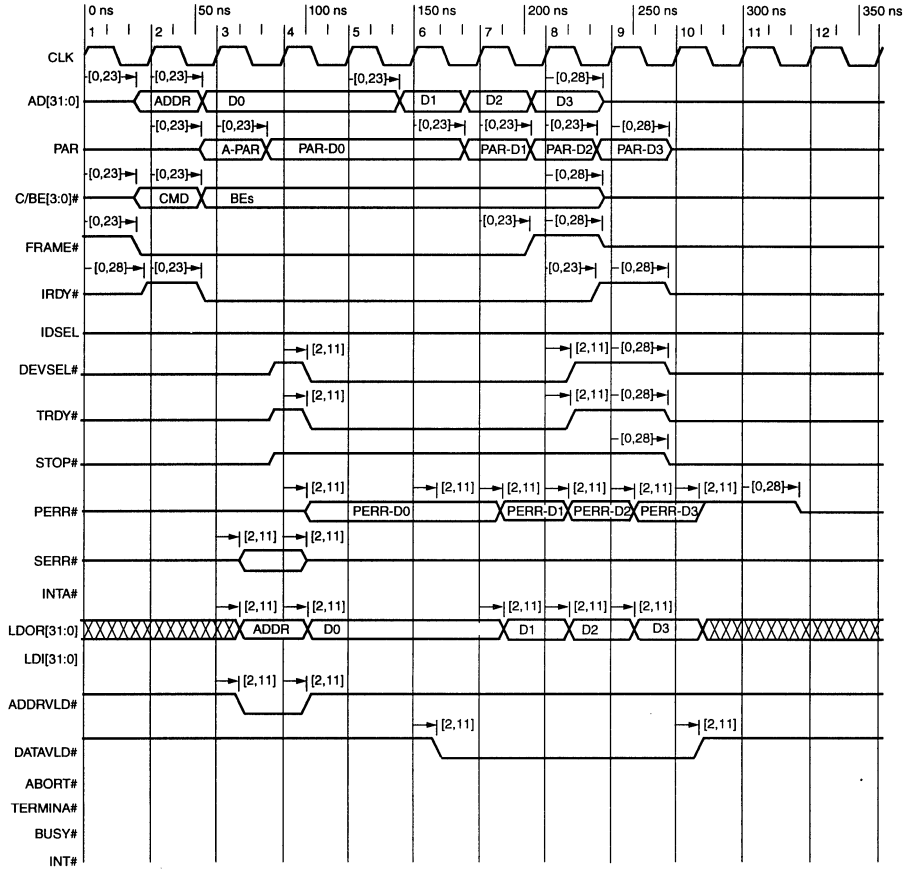 0 ns 50 ns 100 ns 150 ns 200 ns 250 ns 300 ns 350 ns
1 2 3 4 5 6 7 8 9 10 11 12
CLK
[0,23] [0,23] [0,23] [0,28]
AD[31:0] ADDR D0 D1 D2 D3
[0,23] [0,23] [0,23] [0,23] [0,23] [0,28]
PAR A-PAR PAR-D0 PAR-D1 PAR-D2 PAR-D3
[0,23] [0,23] [0,28]
C/BE[3:0]# CMD BEs
[0,23] [0,23] [0,28]
FRAME#
[0,28] [0,23] [0,23] [0,28]
IRDY#
IDSEL
[2,11] [2,11] [0,28]
DEVSEL#
[2,11] [2,11] [0,28]
TRDY#
[0,28]
STOP#
[2,11] [2,11] [2,11] [2,11] [2,11] [2,11] [0,28]
PERR# PERR-D0 PERR-D1 PERR-D2 PERR-D3
[2,11] [2,11]
SERR#
INTA#
[2,11] [2,11] [2,11] [2,11] [2,11]
LDOR[31:0] ADDR D0 D1 D2 D3
LDI[31:0]
[2,11] [2,11]
ADDRVLD#
[2,11] [2,11]
DATAVLD#
ABORT#
TERMINA#
BUSY#
INT#